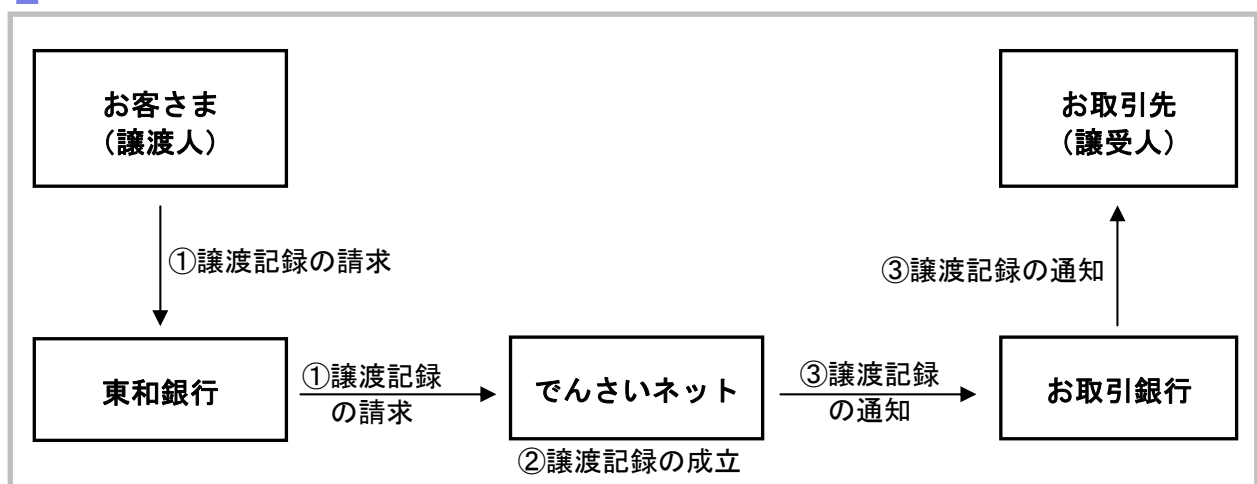 お客さま
(譲渡人)
お取引先
(譲受人)
①譲渡記録の請求
③譲渡記録の通知
東和銀行
①譲渡記録
の請求
でんさいネット
③譲渡記録
の通知
お取引銀行
②譲渡記録の成立